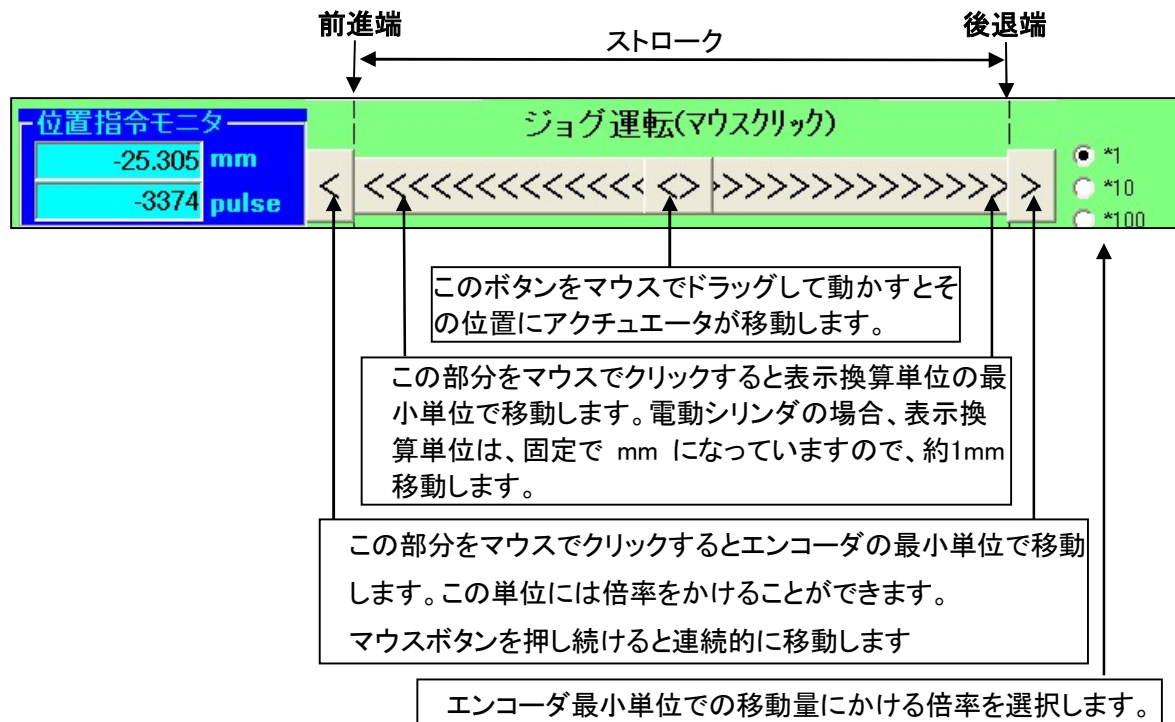 前進端
後退端
ストローク
位置指令モニタ
ジョグ運転(マウスクリック)
-25.305 mm
-3374 pulse
< <<<<<<<<<<<<< <> >>>>>>>>>>>>>> >
*1
*10
*100
このボタンをマウスでドラッグして動かすとそ
の位置にアクチュエータが移動します。
この部分をマウスでクリックすると表示換算単位の最
小単位で移動します。電動シリンダの場合、表示換
算単位は、固定で mm になっていますので、約1mm
移動します。
この部分をマウスでクリックするとエンコーダの最小単位で移動
します。この単位には倍率をかけることができます。
マウスボタンを押し続けると連続的に移動します
エンコーダ最小単位での移動量にかける倍率を選択します。